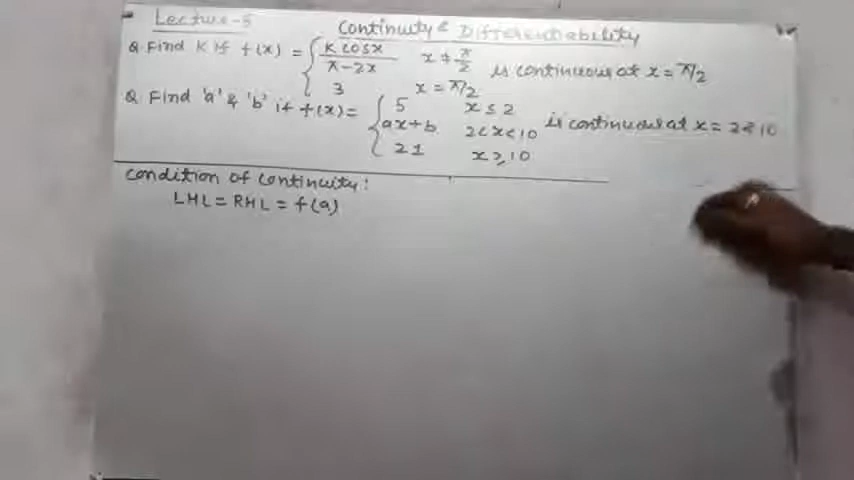 Lecture-5
Continuity & Differentiability
Q Find K if f(x) = { K cosx / π-2x   x ≠ π/2   is continuous at x = π/2
3   x = π/2
Q Find 'a' & 'b' if f(x) = { 5   x ≤ 2
ax+b   2<x<10   is continuous at x = 2 & 10
21   x ≥ 10
condition of continuity:
LHL = RHL = f(a)